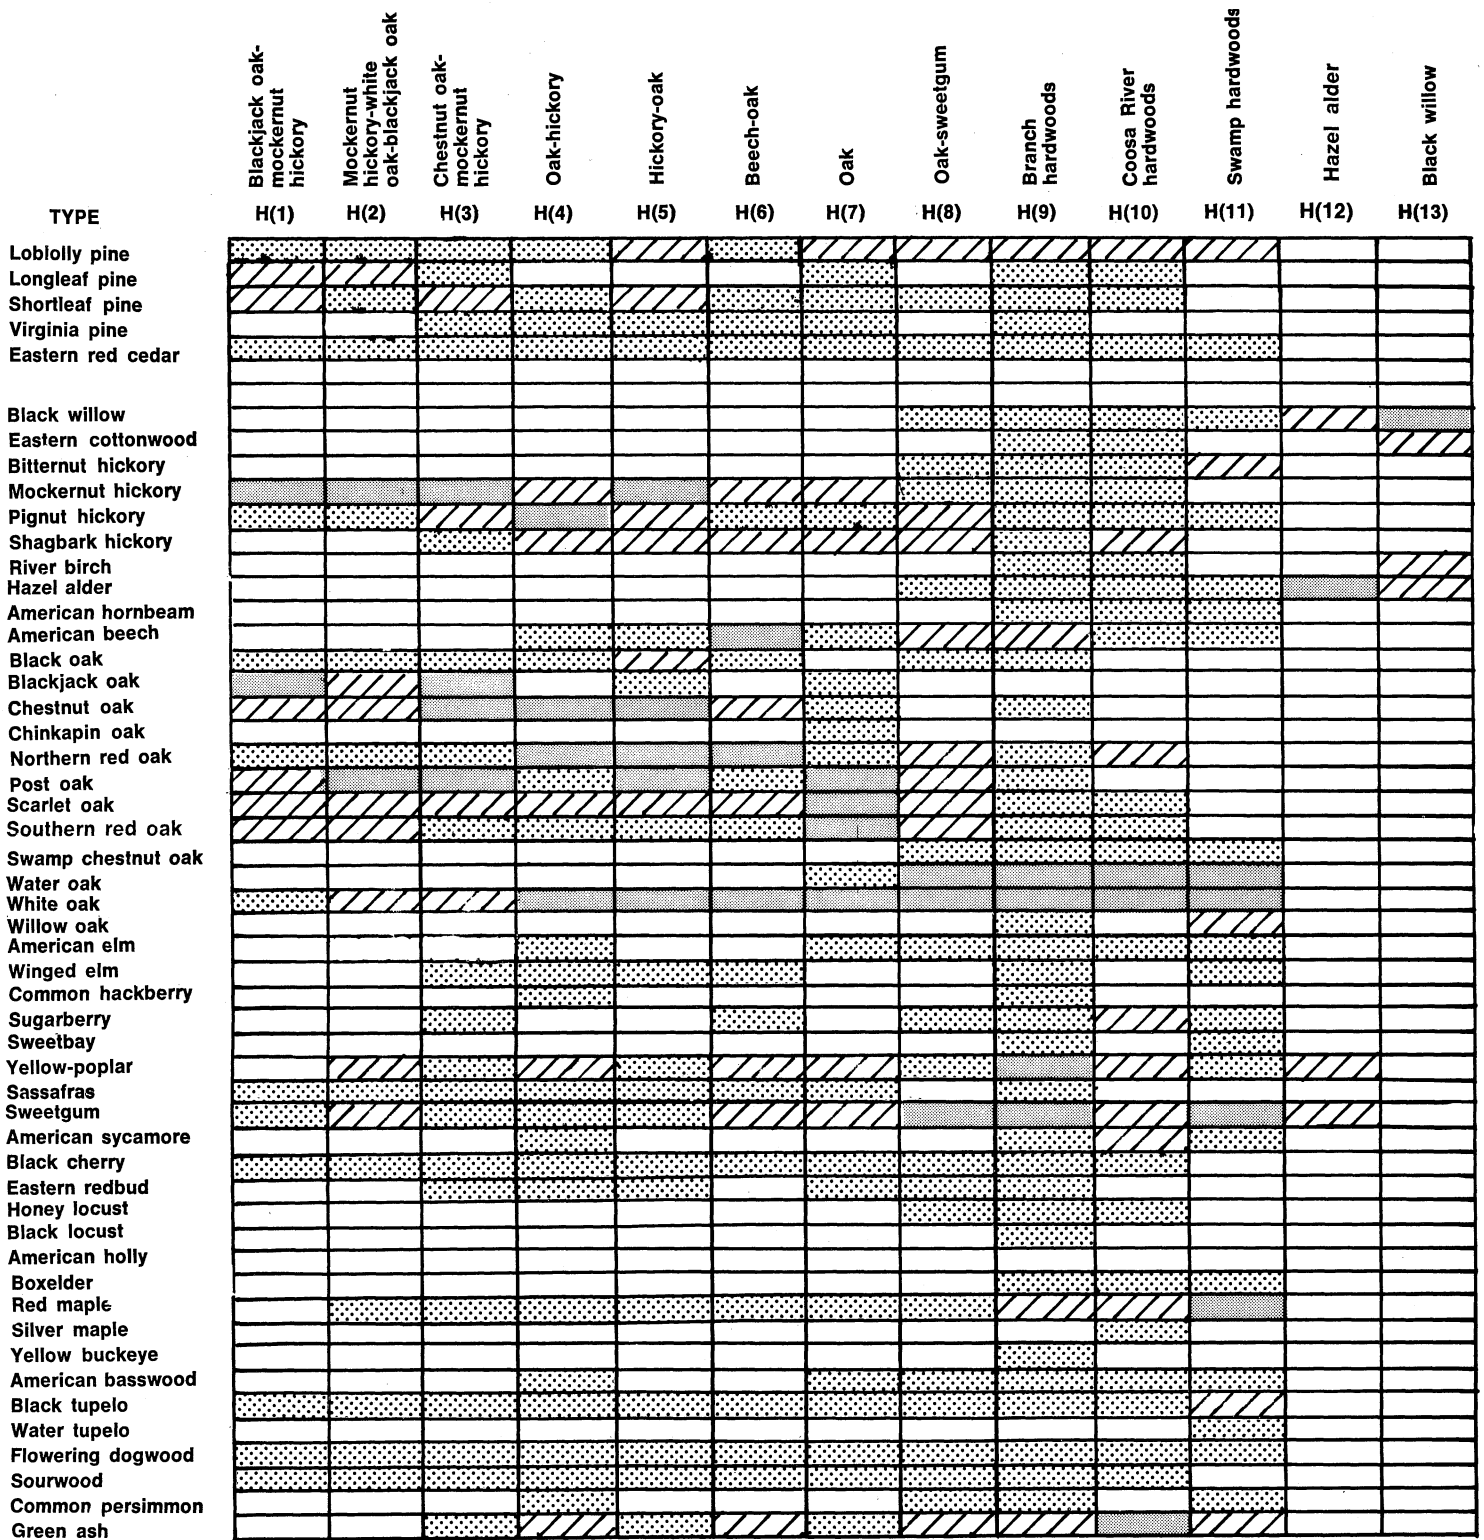 Blackjack oak-
mockernut
hickory
Mockernut
hickory-white
oak-blackjack oak
Chestnut oak-
mockernut
hickory
Oak-hickory
Hickory-oak
Beech-oak
Oak
Oak-sweetgum
Branch
hardwoods
Coosa River
hardwoods
Swamp hardwoods
Hazel alder
Black willow
TYPE H(1) H(2) H(3) H(4) H(5) H(6) H(7) H(8) H(9) H(10) H(11) H(12) H(13)
Loblolly pine
Longleaf pine
Shortleaf pine
Virginia pine
Eastern red cedar
Black willow
Eastern cottonwood
Bitternut hickory
Mockernut hickory
Pignut hickory
Shagbark hickory
River birch
Hazel alder
American hornbeam
American beech
Black oak
Blackjack oak
Chestnut oak
Chinkapin oak
Northern red oak
Post oak
Scarlet oak
Southern red oak
Swamp chestnut oak
Water oak
White oak
Willow oak
American elm
Winged elm
Common hackberry
Sugarberry
Sweetbay
Yellow-poplar
Sassafras
Sweetgum
American sycamore
Black cherry
Eastern redbud
Honey locust
Black locust
American holly
Boxelder
Red maple
Silver maple
Yellow buckeye
American basswood
Black tupelo
Water tupelo
Flowering dogwood
Sourwood
Common persimmon
Green ash